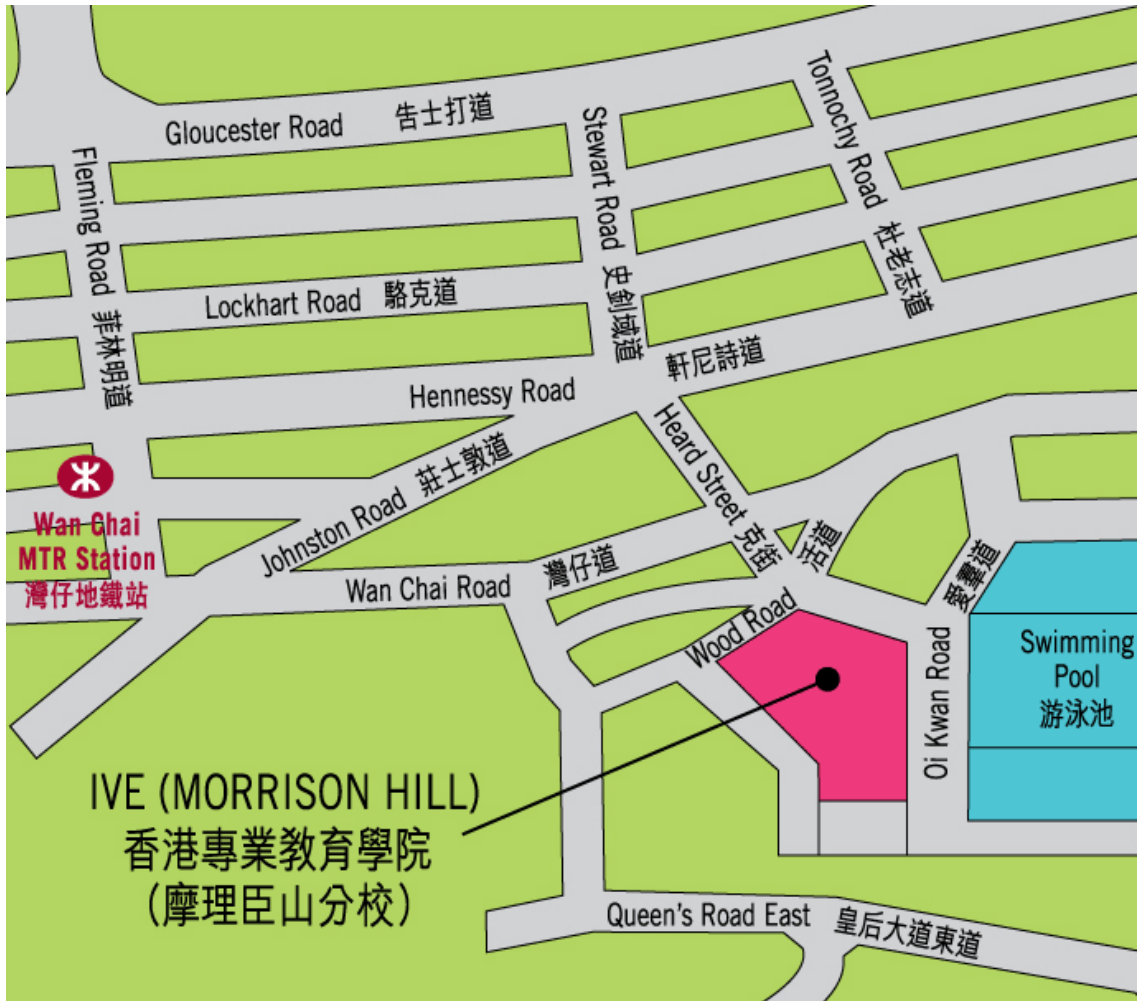 Gloucester Road 告士打道
Tonnochy Road 杜老志道
Stewart Road 史釗域道
Fleming Road 菲林明道
Lockhart Road 駱克道
Hennessy Road 軒尼詩道
Heard Street 克街
Johnston Road 莊士敦道
Wan Chai
MTR Station
灣仔地鐵站
Wan Chai Road 灣仔道
活道
Wood Road
愛羣道
Oi Kwan Road
Swimming
Pool
游泳池
IVE (MORRISON HILL)
香港專業教育學院
（摩理臣山分校）
Queen's Road East 皇后大道東道